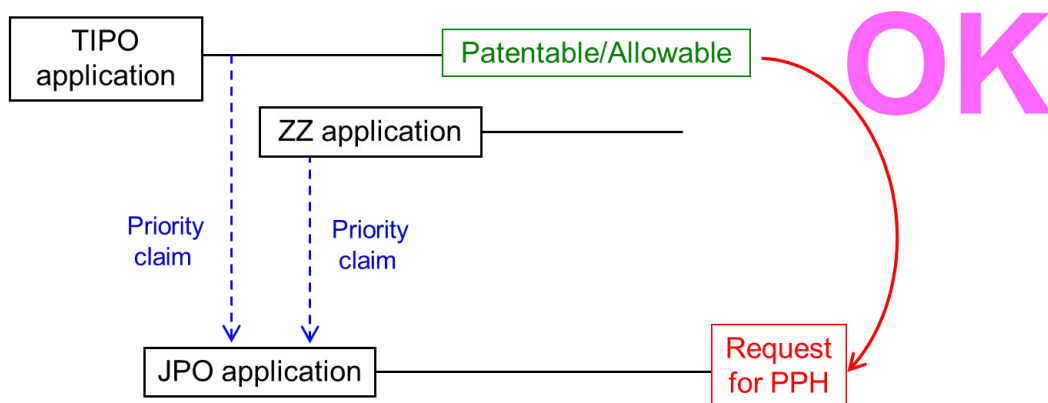 TIPO
application
Patentable/Allowable
OK
ZZ application
Priority
claim
Priority
claim
JPO application
Request
for PPH